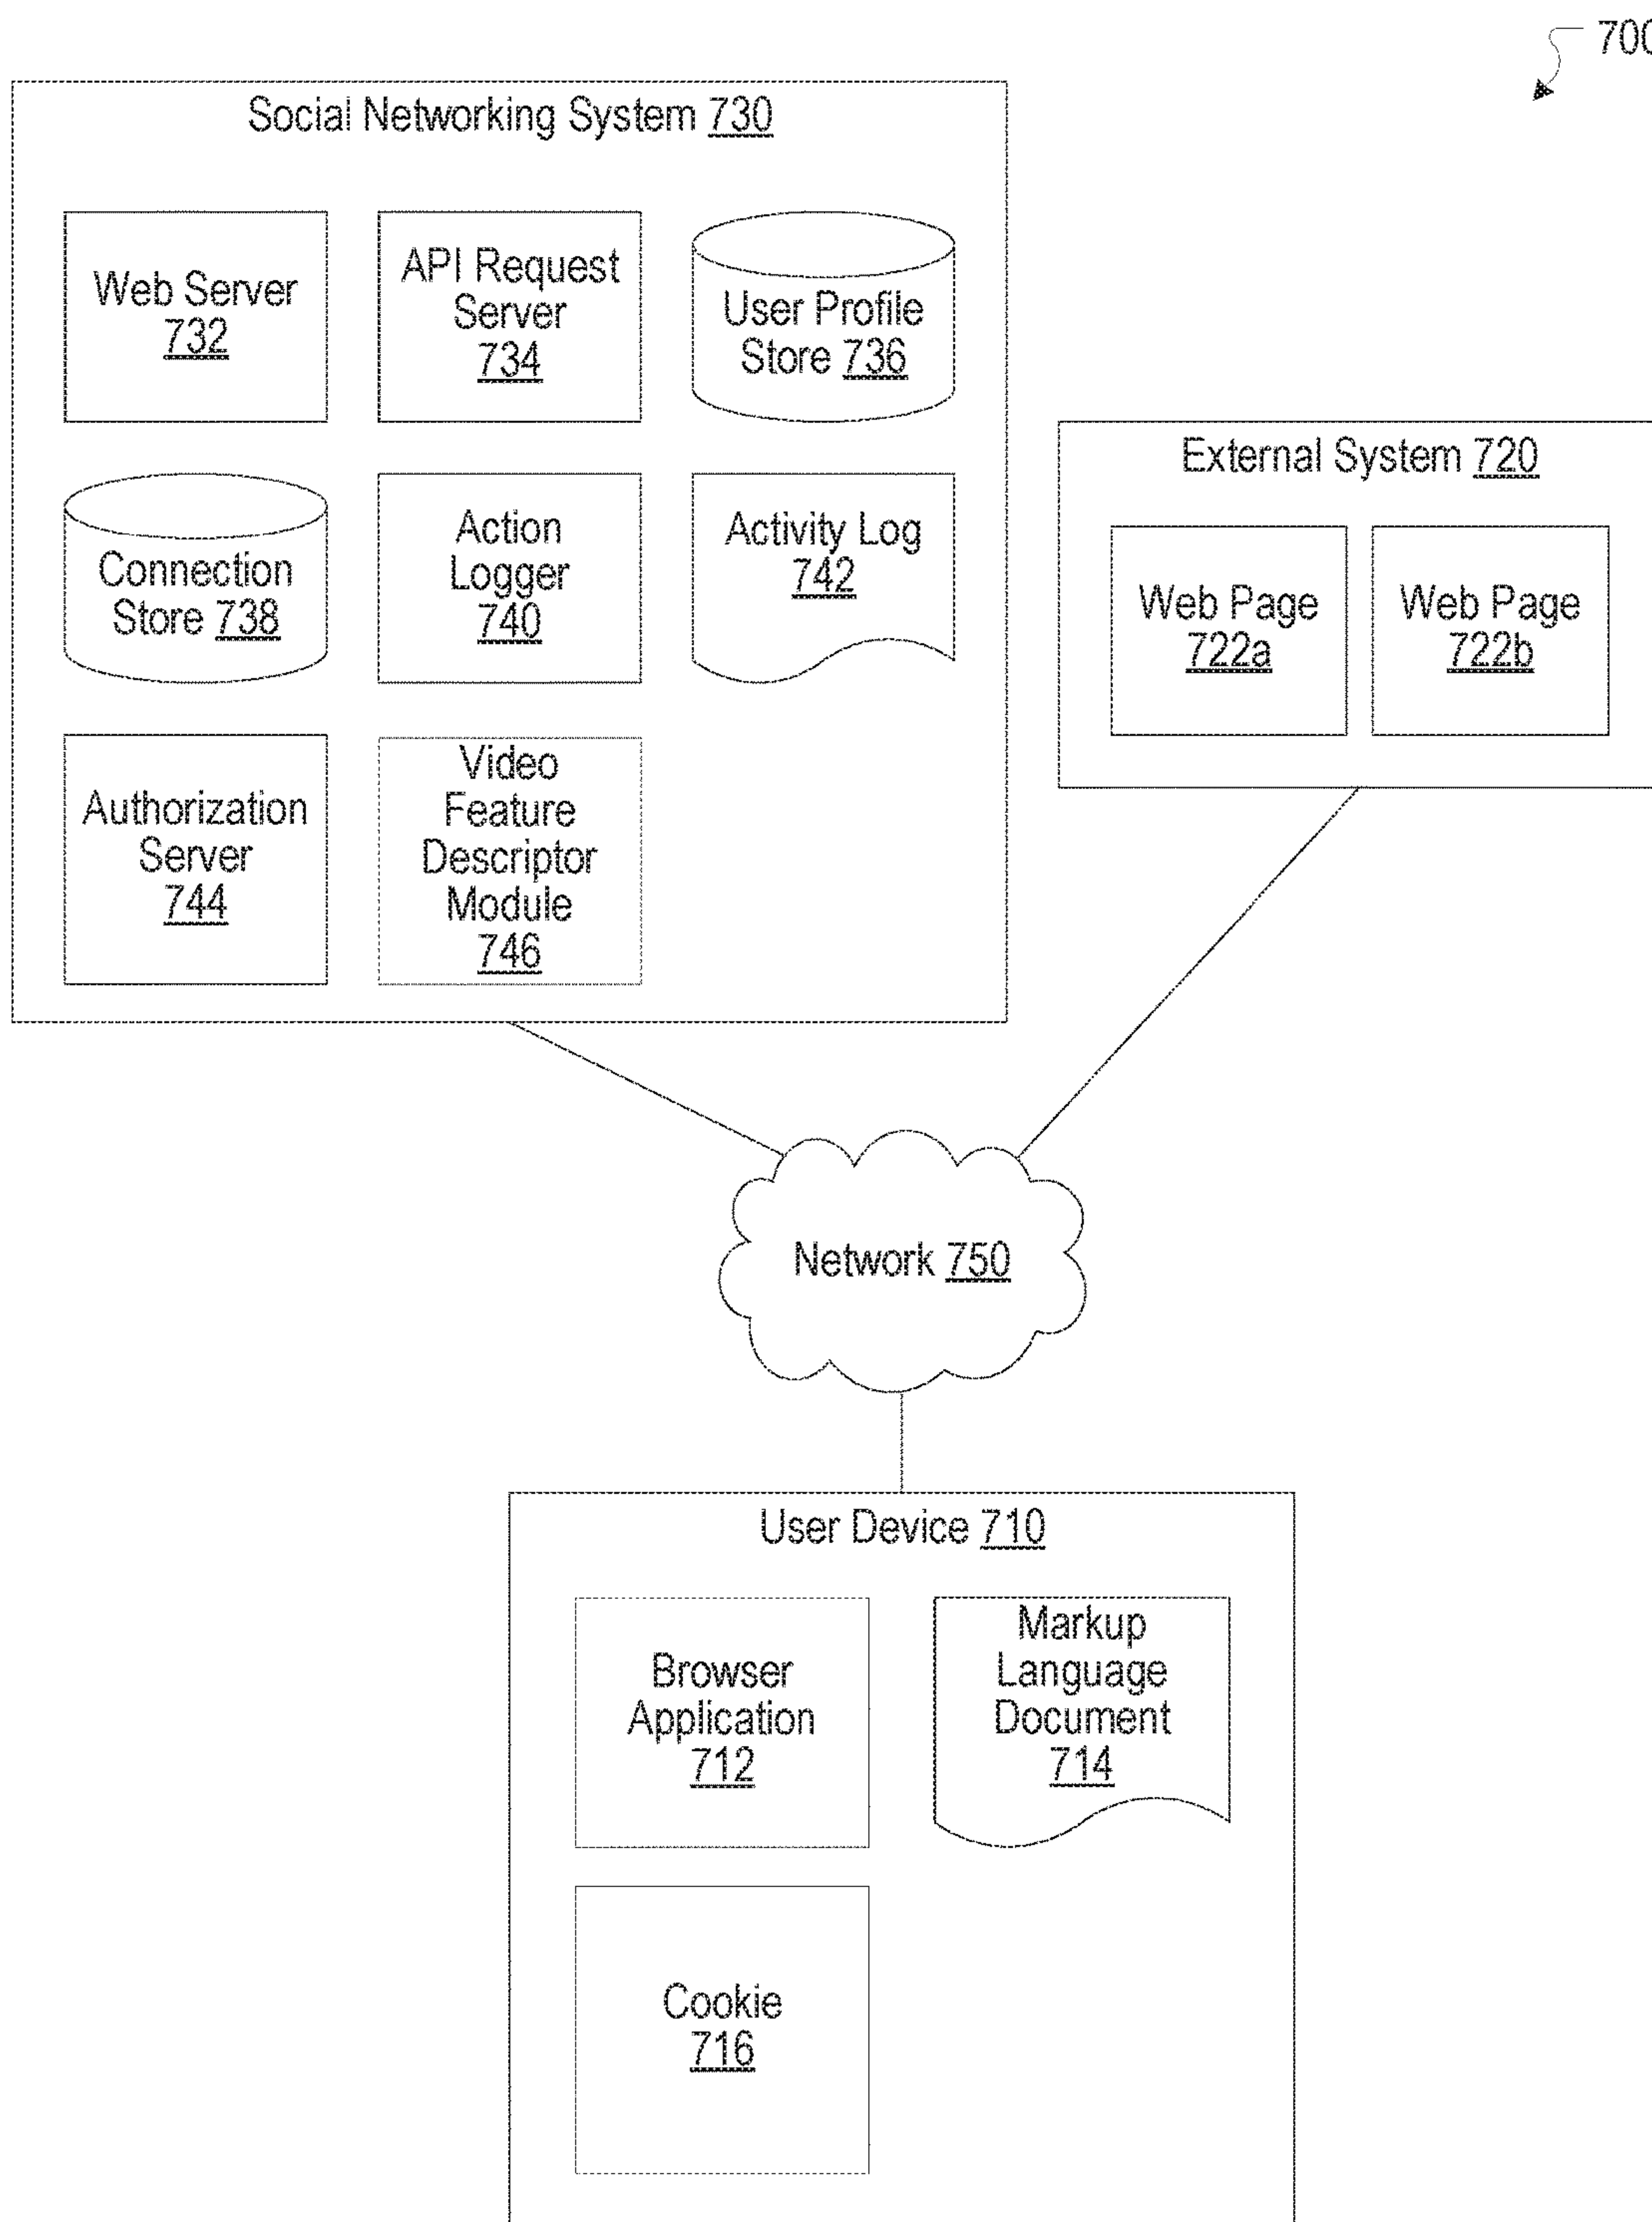 700
Social Networking System 730
Web Server
732
API Request
Server
734
User Profile
Store 736
Connection
Store 738
Action
Logger
740
Activity Log
742
Authorization
Server
744
Video
Feature
Descriptor
Module
746
External System 720
Web Page
722a
Web Page
722b
Network 750
User Device 710
Browser
Application
712
Markup
Language
Document
714
Cookie
716